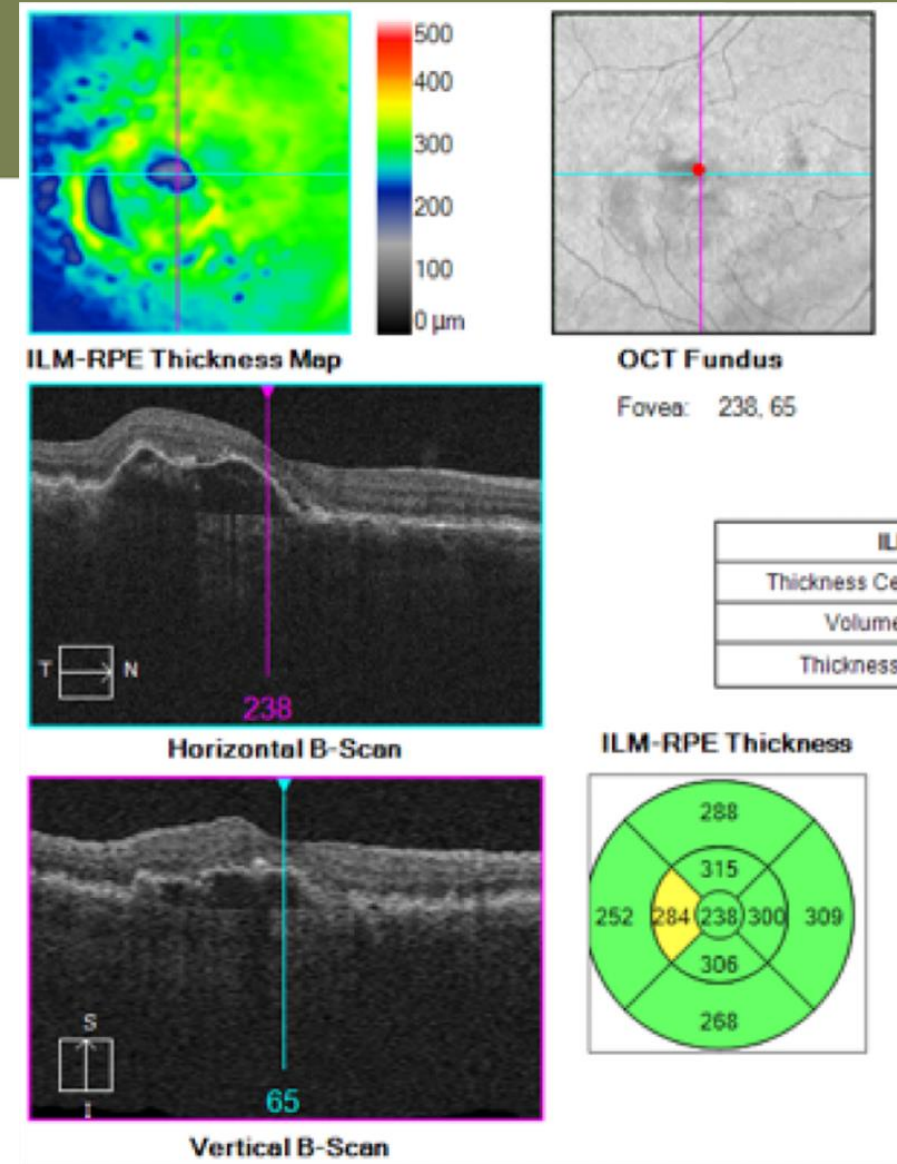 500
400
300
200
100
0 µm
ILM-RPE Thickness Map
OCT Fundus
Fovea: 238, 65
238
T N
Horizontal B-Scan
IL
Thickness Ce
Volume
Thickness
ILM-RPE Thickness
288
315
252 284 238 300 309
306
268
S
I
65
Vertical B-Scan